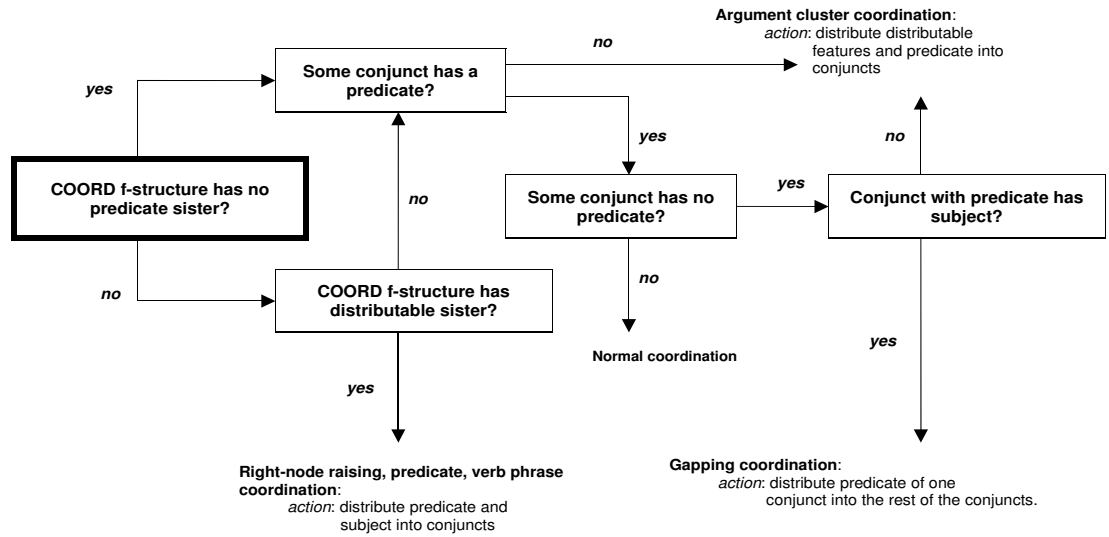 Argument cluster coordination:
action: distribute distributable
features and predicate into
conjuncts
no
Some conjunct has a
predicate?
yes
yes
no
COORD f-structure has no
predicate sister?
no
Some conjunct has no
predicate?
yes
Conjunct with predicate has
subject?
no
no
COORD f-structure has
distributable sister?
Normal coordination
yes
yes
Right-node raising, predicate, verb phrase
coordination:
action: distribute predicate and
subject into conjuncts
Gapping coordination:
action: distribute predicate of one
conjunct into the rest of the conjuncts.